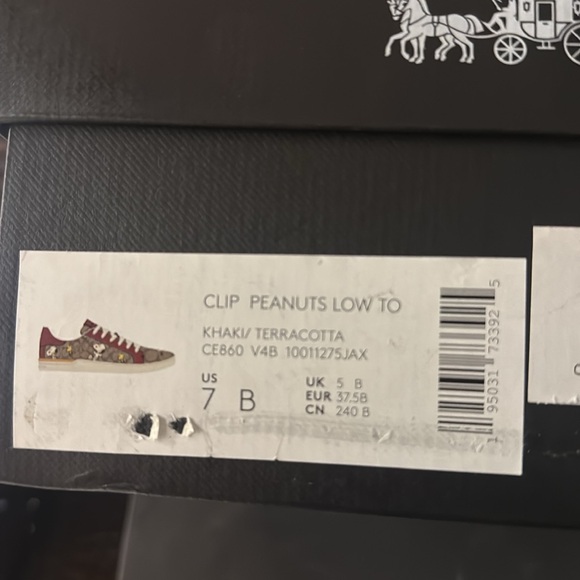 CLIP PEANUTS LOW TO
KHAKI/ TERRACOTTA
CE860 V4B 10011275JAX
US
7 B
UK 5 B
EUR 37.5B
CN 240 B
1 95031 73392 5